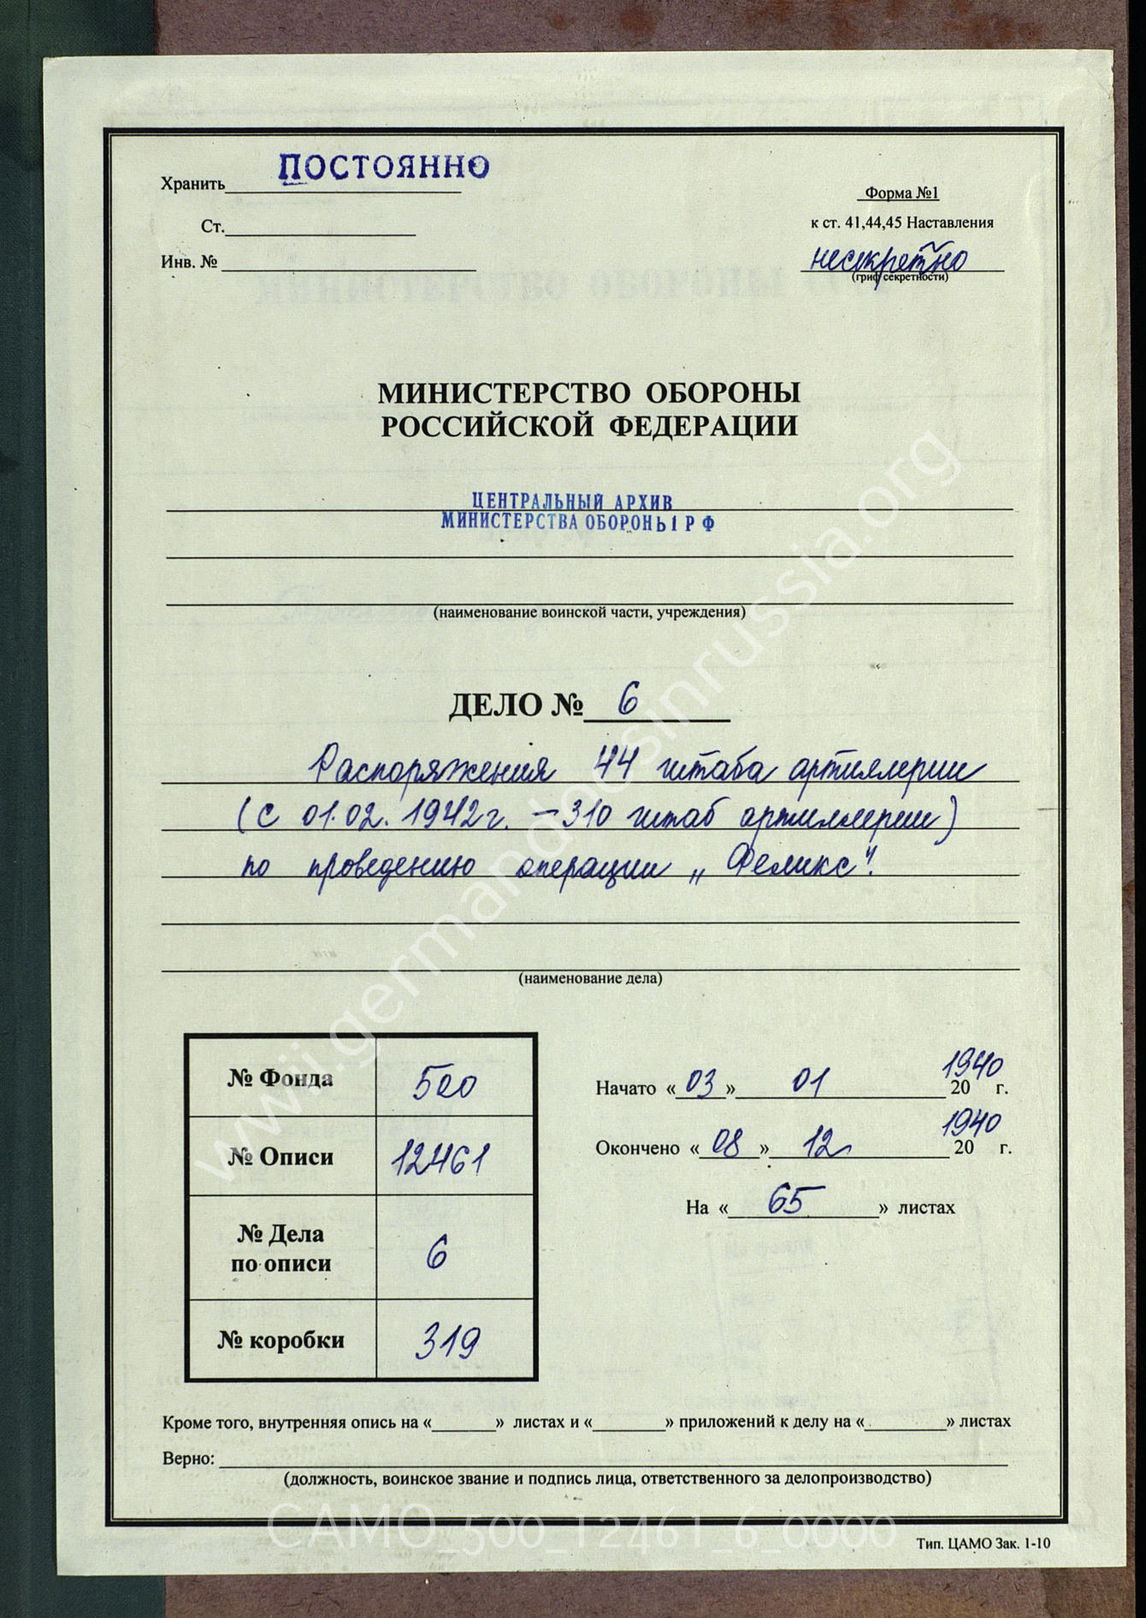 Хранить ПОСТОЯННО
Ст.
Инв. №
Форма №1
к ст. 41,44,45 Наставления
несекретно
(гриф секретности)
МИНИСТЕРСТВО ОБОРОНЫ
РОССИЙСКОЙ ФЕДЕРАЦИИ
ЦЕНТРАЛЬНЫЙ АРХИВ
МИНИСТЕРСТВА ОБОРОНЫ РФ
(наименование воинской части, учреждения)
ДЕЛО № 6
Распоряжения 44 штаба артиллерии
(с 01.02.1942г. – 310 штаб артиллерии)
по проведению операции „Феликс".
(наименование дела)
№ Фонда 500
№ Описи 12461
№ Дела
по описи 6
№ коробки 319
Начато «03» 01 1940 20 г.
Окончено «08» 12 1940 20 г.
На «65» листах
Кроме того, внутренняя опись на « » листах и « » приложений к делу на « » листах
Верно:
(должность, воинское звание и подпись лица, ответственного за делопроизводство)
Тип. ЦАМО Зак. 1-10
www.germandocsinrussia.org
CAMO_500_12461_6_0000